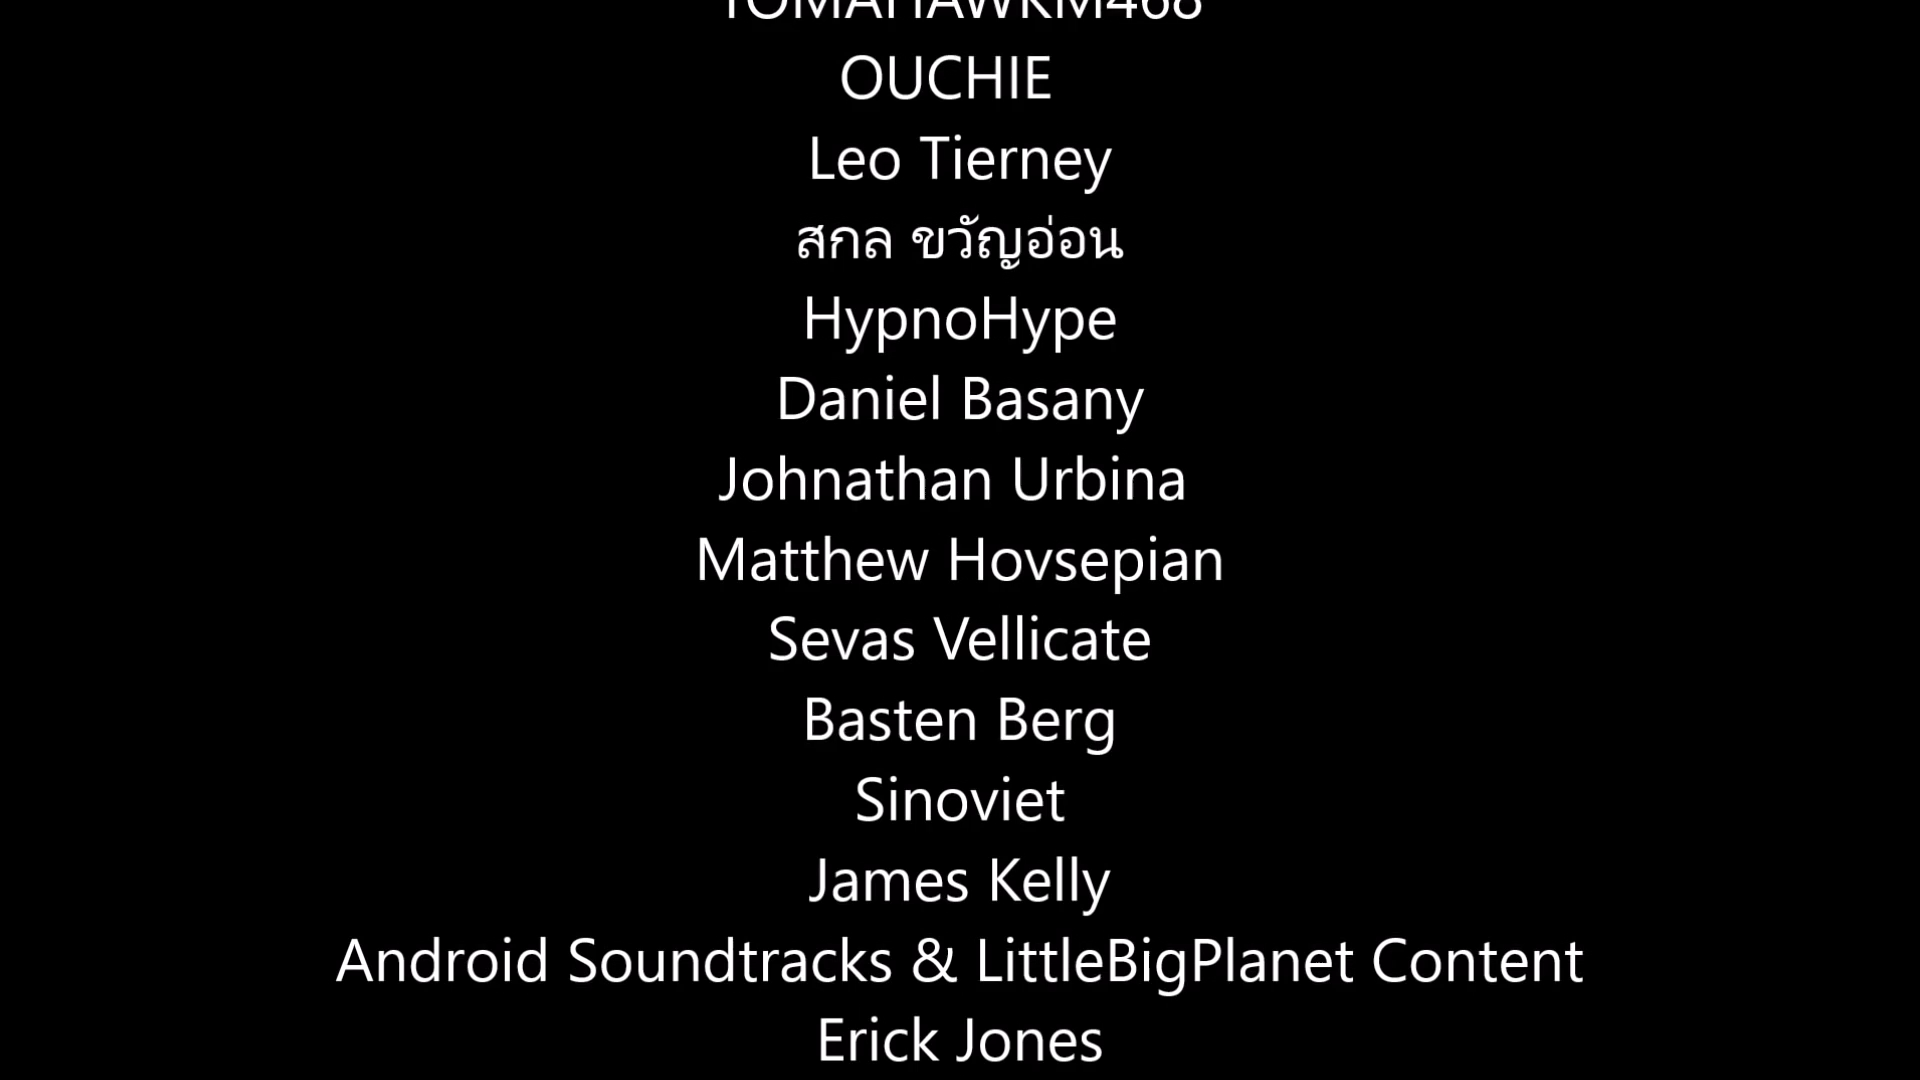 TOMAHAWKM468
OUCHIE
Leo Tierney
สกล ขวัญอ่อน
HypnoHype
Daniel Basany
Johnathan Urbina
Matthew Hovsepian
Sevas Vellicate
Basten Berg
Sinoviet
James Kelly
Android Soundtracks & LittleBigPlanet Content
Erick Jones